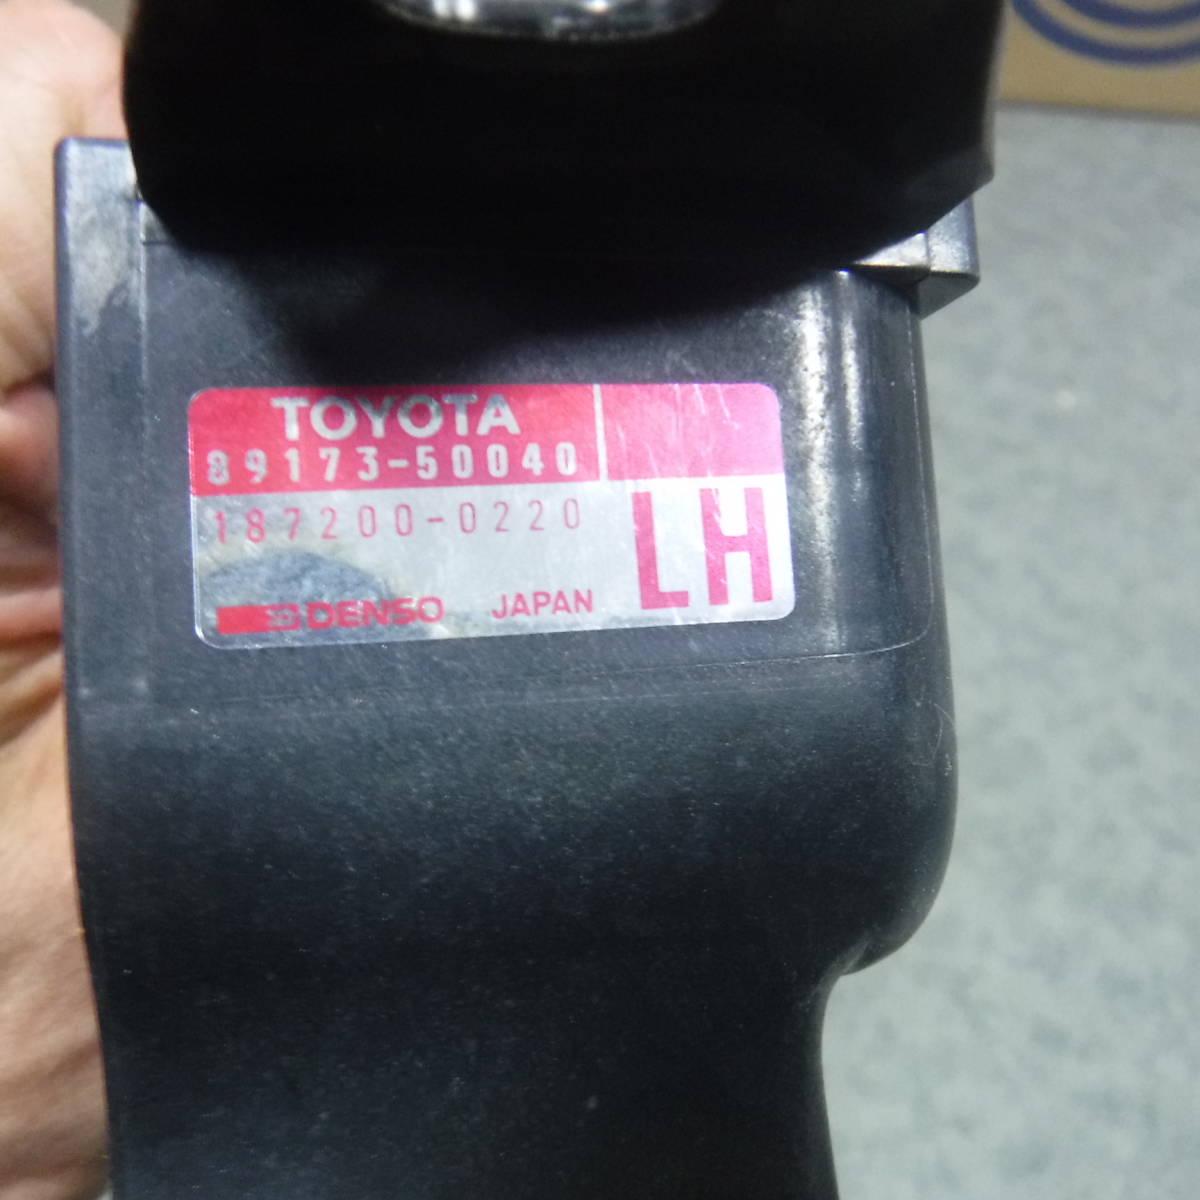 TOYOTA
89173-50040
187200-0220
LH
DENSO JAPAN